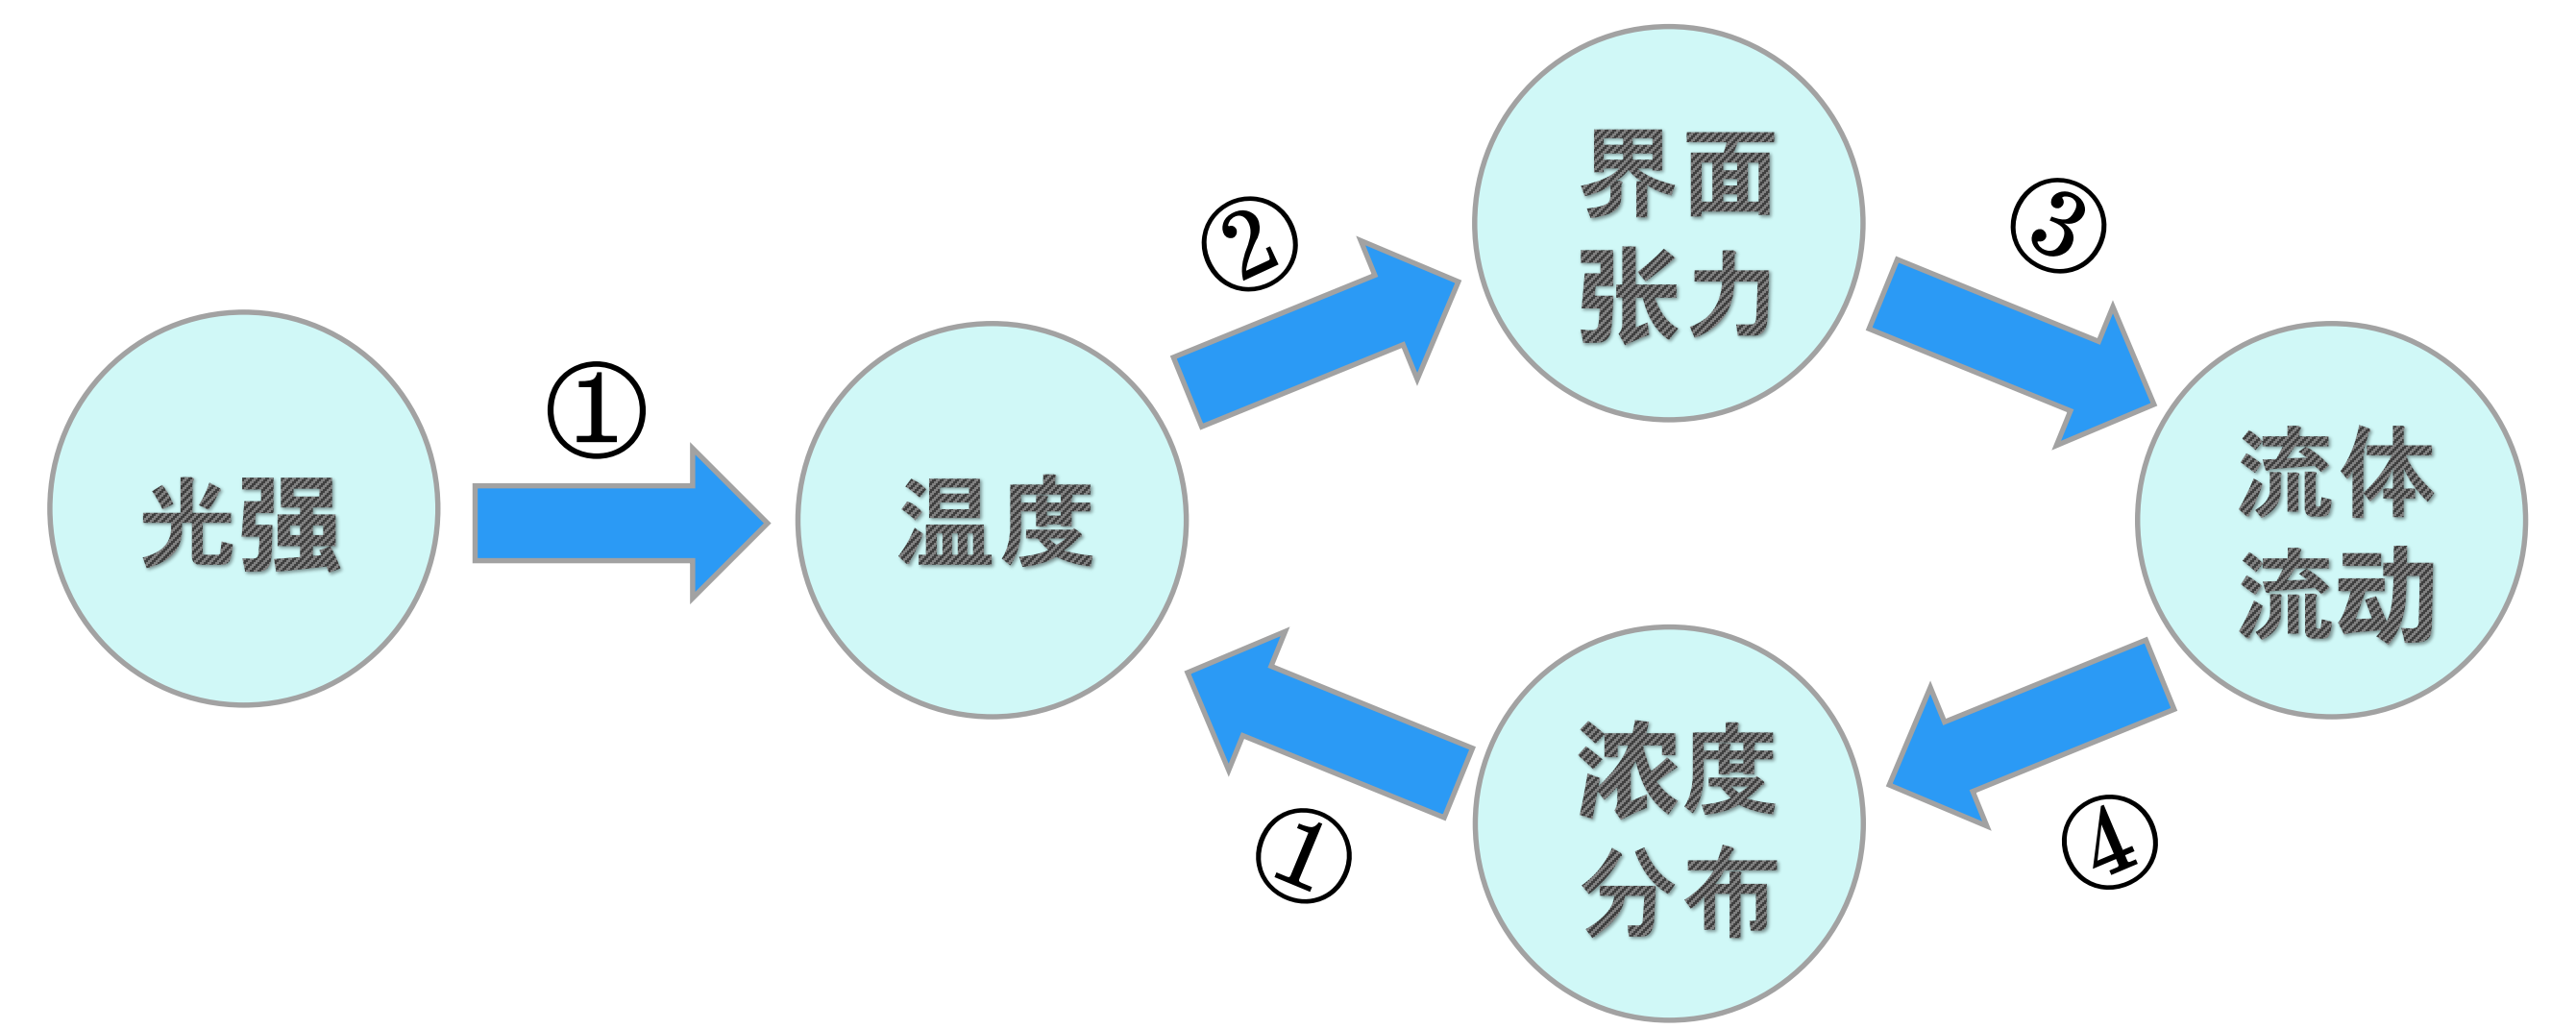 光强
①
温度
②
界面
张力
③
流体
流动
④
浓度
分布
①